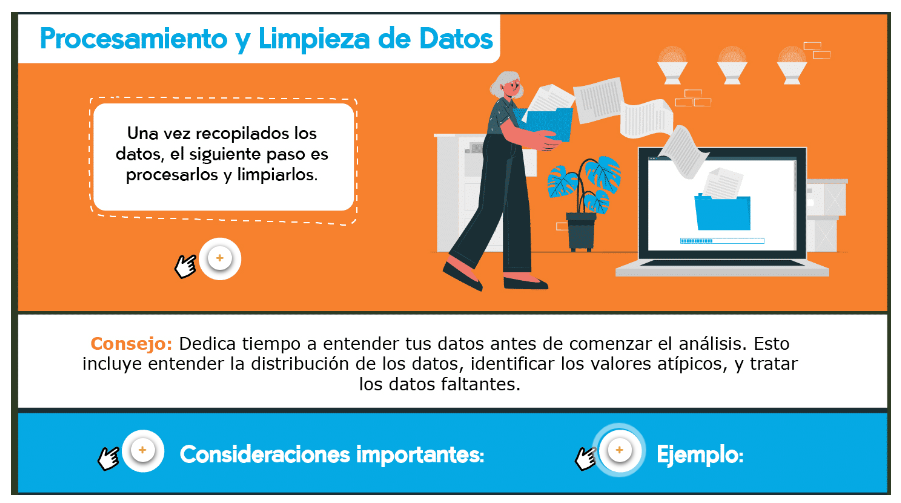 Procesamiento y Limpieza de Datos
Una vez recopilados los
datos, el siguiente paso es
procesarlos y limpiarlos.
+
Consejo: Dedica tiempo a entender tus datos antes de comenzar el análisis. Esto
incluye entender la distribución de los datos, identificar los valores atípicos, y tratar
los datos faltantes.
+ Consideraciones importantes:
+ Ejemplo: